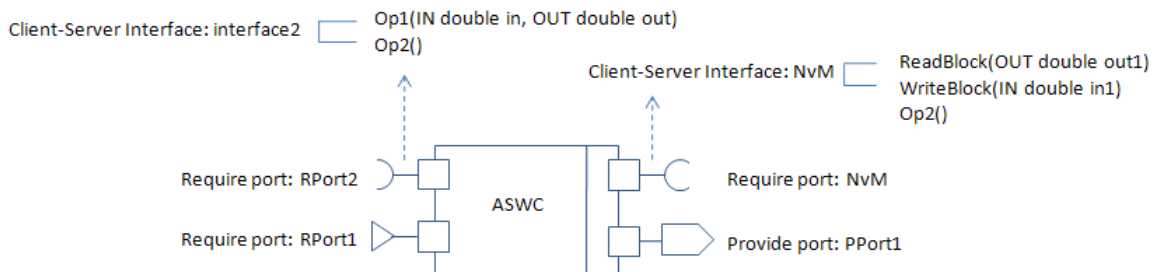 Client-Server Interface: interface2
Op1(IN double in, OUT double out)
Op2()
Client-Server Interface: NvM
ReadBlock(OUT double out1)
WriteBlock(IN double in1)
Op2()
Require port: RPort2
ASWC
Require port: NvM
Require port: RPort1
Provide port: PPort1